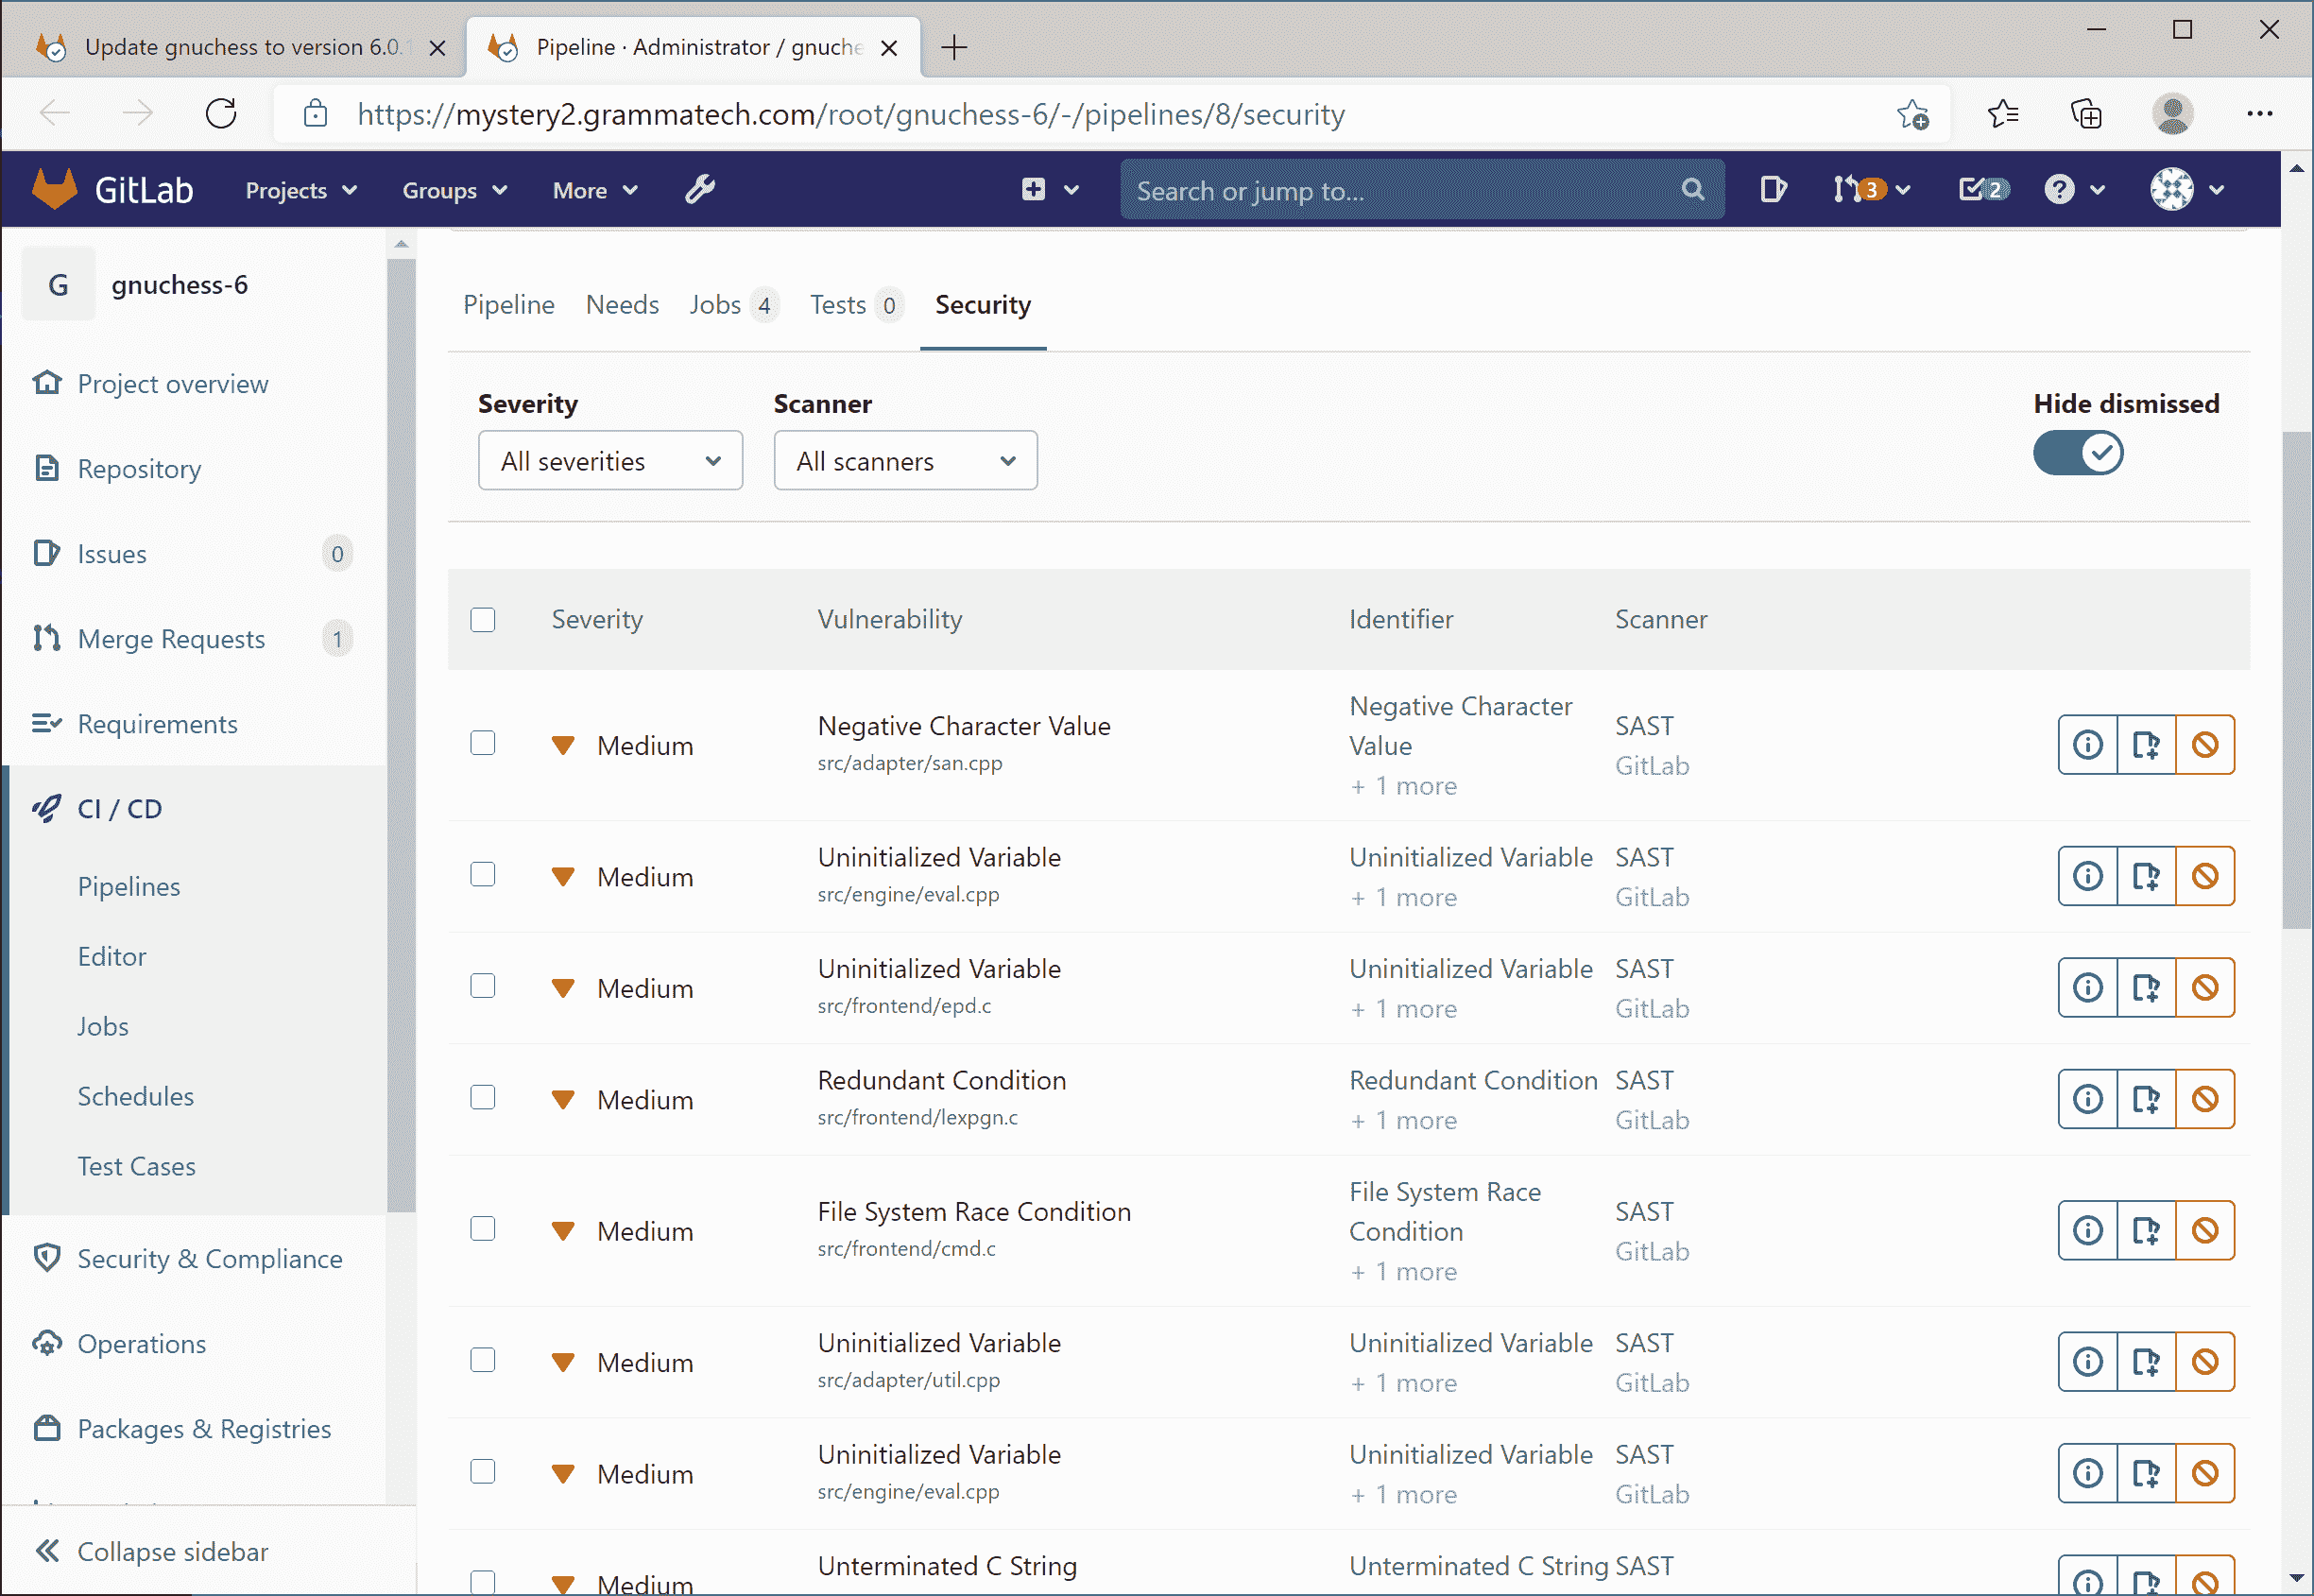 Update gnuchess to version 6.0.1
Pipeline · Administrator / gnuche
https://mystery2.grammatech.com/root/gnuchess-6/-/pipelines/8/security
GitLab Projects Groups More Search or jump to... 3 2
G gnuchess-6
Project overview
Repository
Issues 0
Merge Requests 1
Requirements
CI / CD
Pipelines
Editor
Jobs
Schedules
Test Cases
Security & Compliance
Operations
Packages & Registries
Collapse sidebar
Pipeline Needs Jobs 4 Tests 0 Security
Severity Scanner Hide dismissed
All severities All scanners
Severity Vulnerability Identifier Scanner
Medium
Negative Character Value
src/adapter/san.cpp
Negative Character
Value
+ 1 more
SAST
GitLab
Medium
Uninitialized Variable
src/engine/eval.cpp
Uninitialized Variable
+ 1 more
SAST
GitLab
Medium
Uninitialized Variable
src/frontend/epd.c
Uninitialized Variable
+ 1 more
SAST
GitLab
Medium
Redundant Condition
src/frontend/lexpgn.c
Redundant Condition
+ 1 more
SAST
GitLab
Medium
File System Race Condition
src/frontend/cmd.c
File System Race
Condition
+ 1 more
SAST
GitLab
Medium
Uninitialized Variable
src/adapter/util.cpp
Uninitialized Variable
+ 1 more
SAST
GitLab
Medium
Uninitialized Variable
src/engine/eval.cpp
Uninitialized Variable
+ 1 more
SAST
GitLab
Medium
Unterminated C String
Unterminated C String
SAST